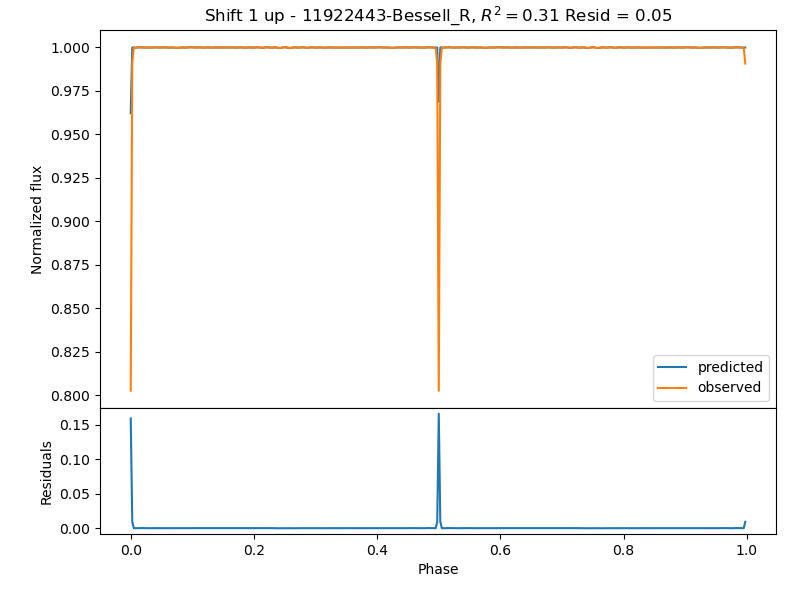 Shift 1 up - 11922443-Bessell_R, R² = 0.31 Resid = 0.05
Normalized flux
1.000
0.975
0.950
0.925
0.900
0.875
0.850
0.825
0.800
predicted
observed
Residuals
0.15
0.10
0.05
0.00
0.0 0.2 0.4 0.6 0.8 1.0
Phase